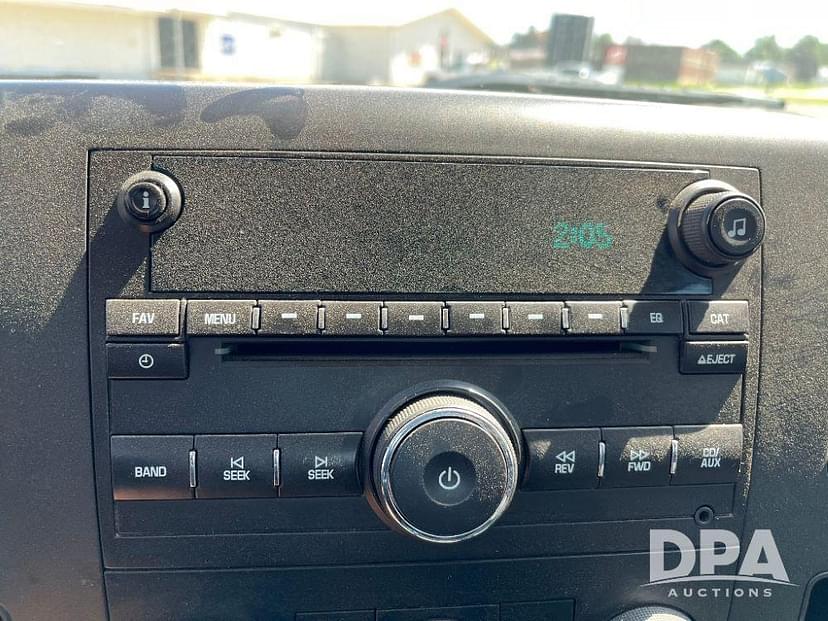 i
2:05
FAV
MENU
EQ
CAT
EJECT
BAND
SEEK
SEEK
REV
FWD
CD/
AUX
DPA
AUCTIONS